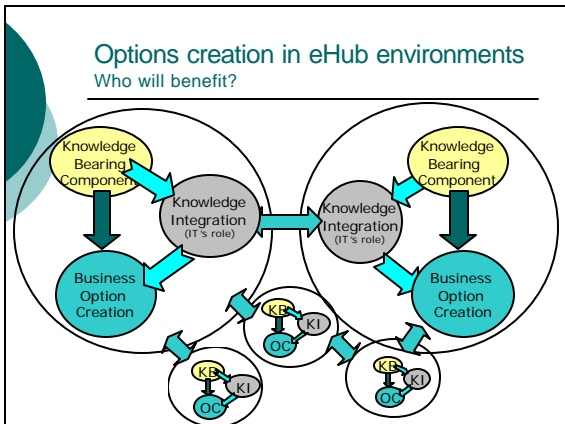 Options creation in eHub environments
Who will benefit?
Knowledge
Bearing
Component
Knowledge
Integration
(IT's role)
Business
Option
Creation
Knowledge
Bearing
Component
Knowledge
Integration
(IT's role)
Business
Option
Creation
KB
KI
OC
KB
KI
OC
KB
KI
OC